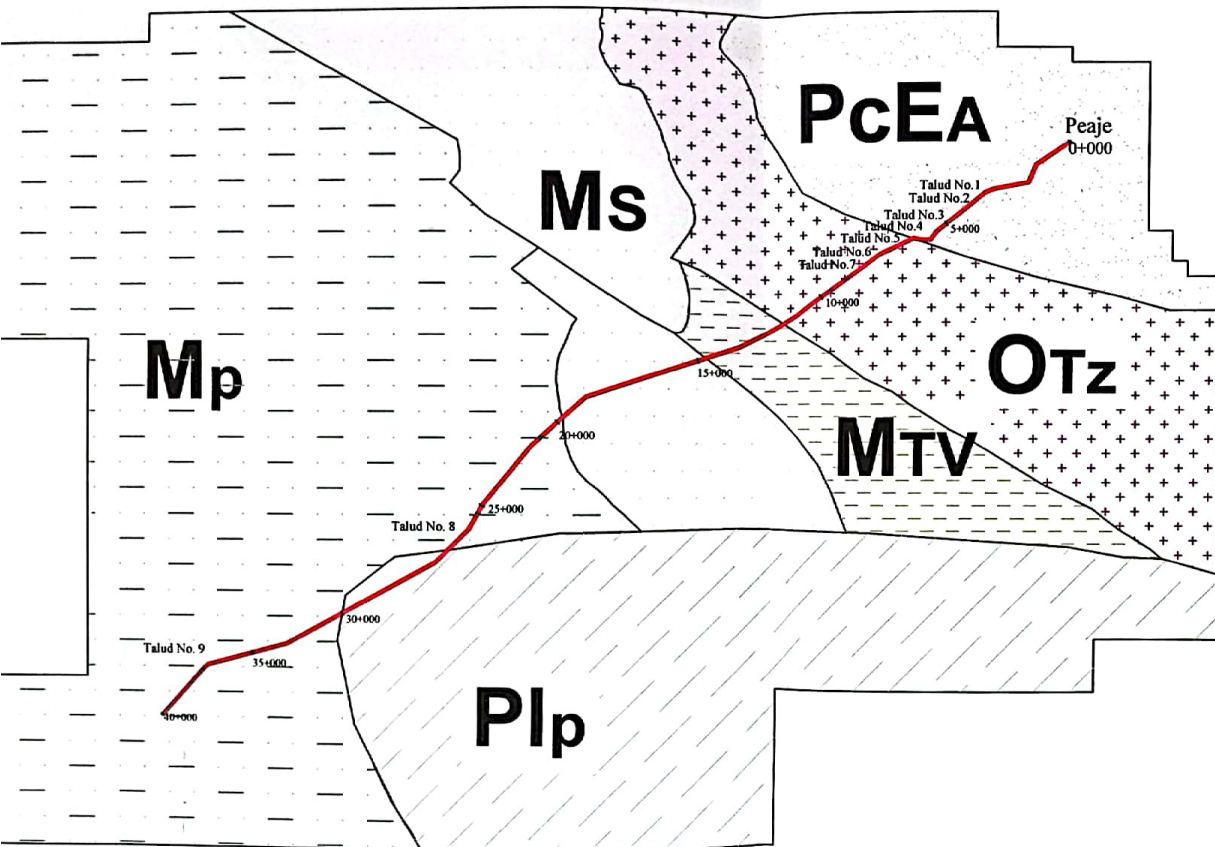 PcEA
Peaje
0+000
Talud No.1
Talud No.2
Ms
Talud No.3
Talud No.4
5+000
Talud No.5
Talud No.6
Talud No.7
10+000
Mp
15+000
OTz
20+000
MTV
25+000
Talud No. 8
30+000
Talud No. 9
35+000
Plp
40+000